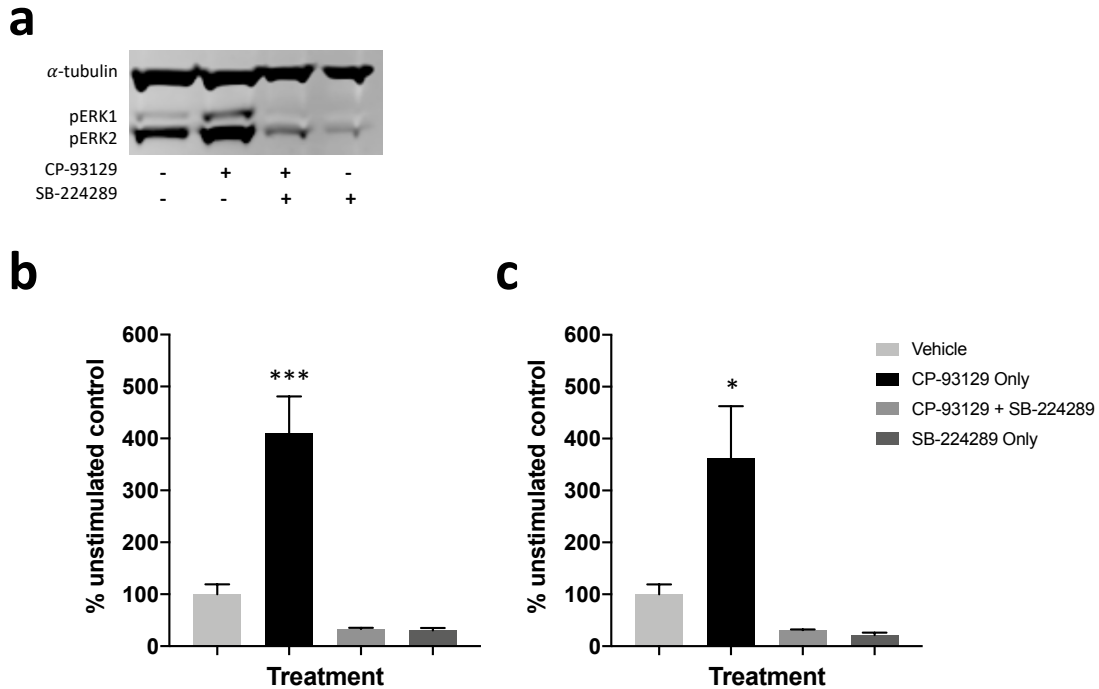 a
α-tubulin
pERK1
pERK2
CP-93129 - + + -
SB-224289 - - + +
b
% unstimulated control
600
500
400
300
200
100
0
***
Treatment
c
% unstimulated control
600
500
400
300
200
100
0
*
Treatment
Vehicle
CP-93129 Only
CP-93129 + SB-224289
SB-224289 Only